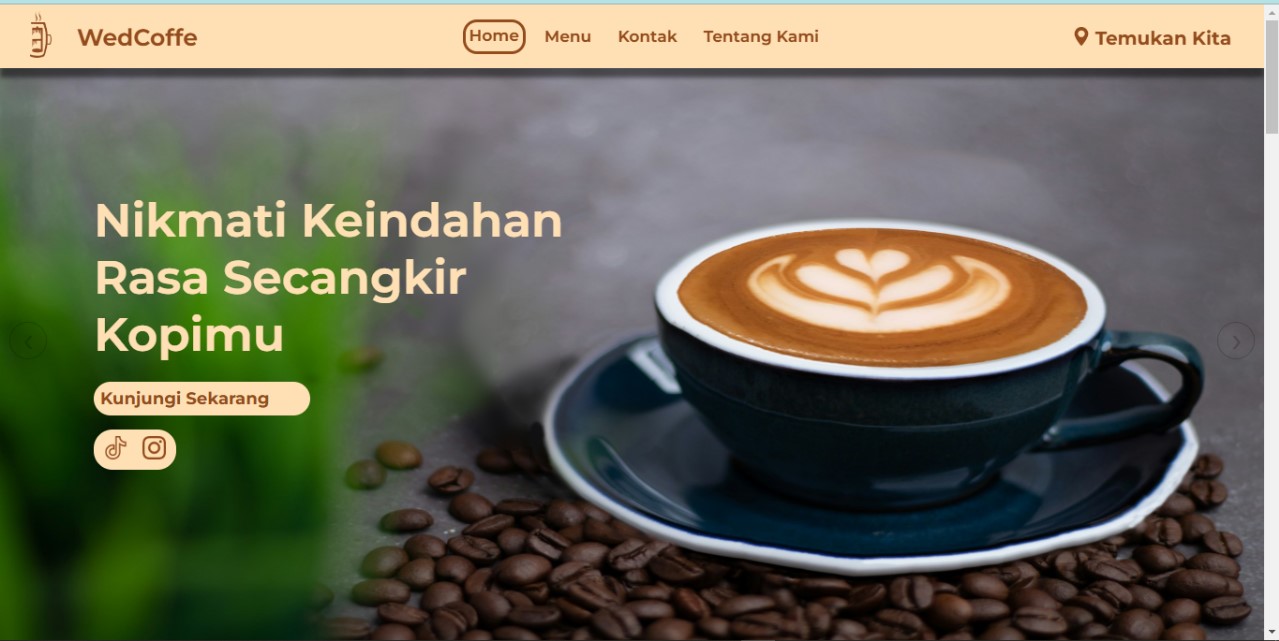 WedCoffe
Home Menu Kontak Tentang Kami
Temukan Kita
Nikmati Keindahan
Rasa Secangkir
Kopimu
Kunjungi Sekarang